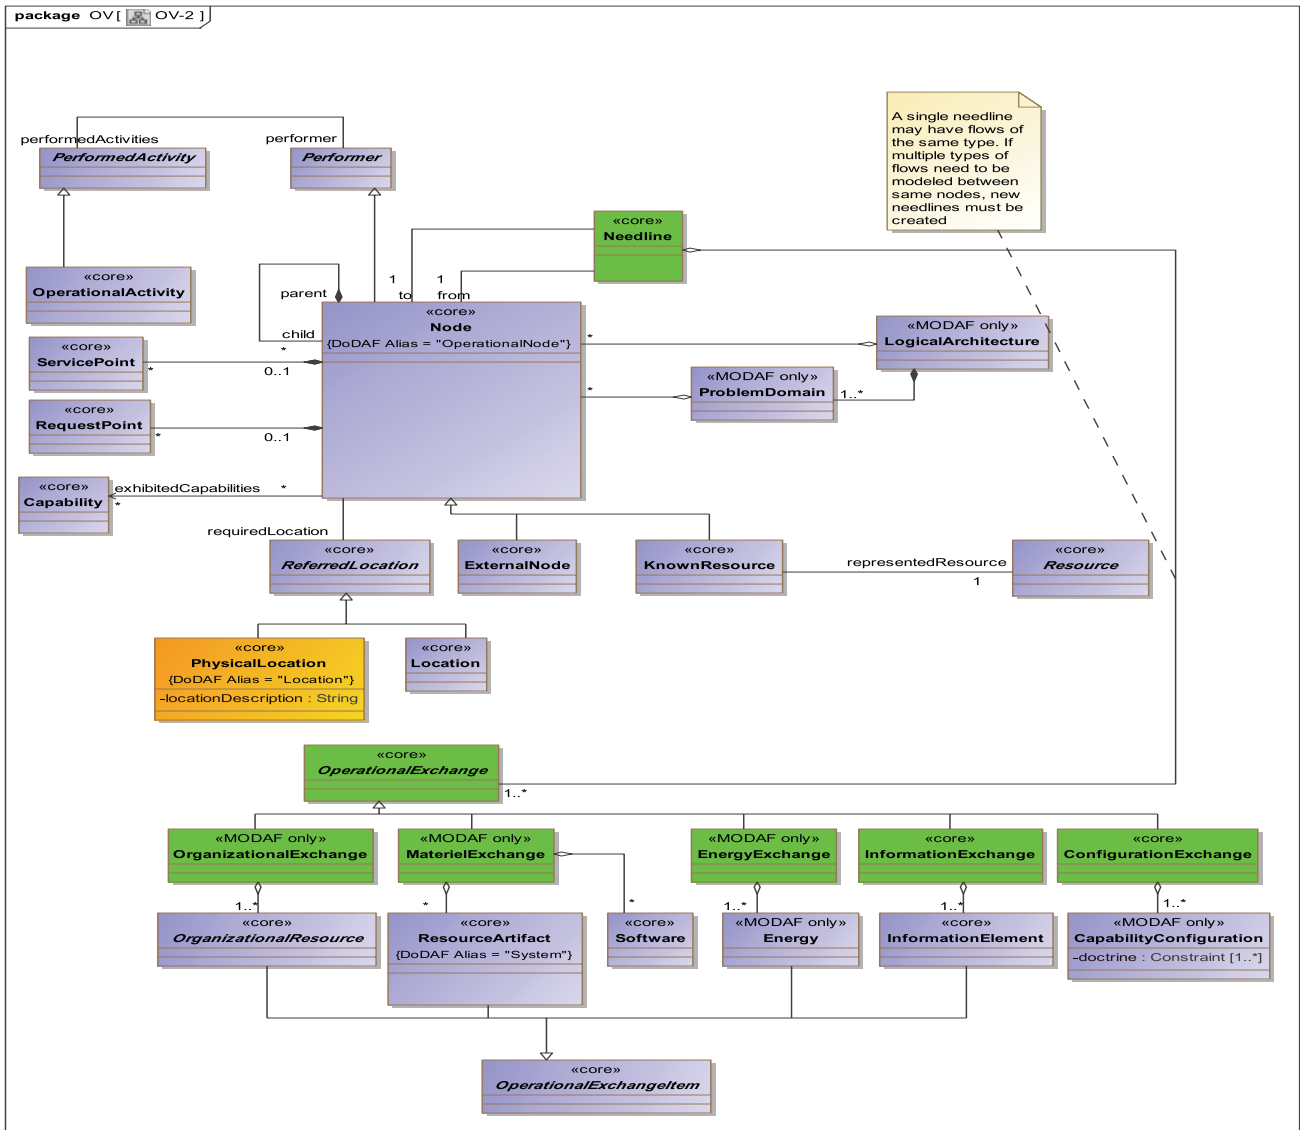 package OV[ OV-2 ]
A single needline
may have flows of
the same type. If
multiple types of
flows need to be
modeled between
same nodes, new
needlines must be
created
performedActivities
performer
PerformedActivity
Performer
«core»
Needline
«core»
OperationalActivity
parent
child
*
1
to
1
from
«core»
Node
{DoDAF Alias = "OperationalNode"}
*
«MODAF only»
LogicalArchitecture
«core»
ServicePoint
*
0..1
*
«MODAF only»
ProblemDomain
1..*
«core»
RequestPoint
*
0..1
«core»
Capability
exhibitedCapabilities
*
*
requiredLocation
«core»
ReferredLocation
«core»
ExternalNode
«core»
KnownResource
representedResource
1
«core»
Resource
«core»
PhysicalLocation
{DoDAF Alias = "Location"}
-locationDescription : String
«core»
Location
«core»
OperationalExchange
1..*
«MODAF only»
OrganizationalExchange
«MODAF only»
MaterielExchange
«MODAF only»
EnergyExchange
«core»
InformationExchange
«core»
ConfigurationExchange
1..*
*
*
1..*
1..*
1..*
«core»
OrganizationalResource
«core»
ResourceArtifact
{DoDAF Alias = "System"}
«core»
Software
«MODAF only»
Energy
«core»
InformationElement
«MODAF only»
CapabilityConfiguration
-doctrine : Constraint [1..*]
«core»
OperationalExchangeItem